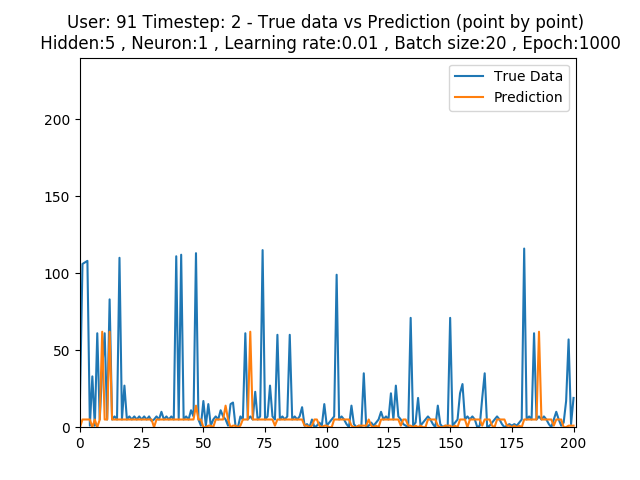 User: 91 Timestep: 2 - True data vs Prediction (point by point)
Hidden:5 , Neuron:1 , Learning rate:0.01 , Batch size:20 , Epoch:1000
True Data
Prediction
200
150
100
50
0
0 25 50 75 100 125 150 175 200